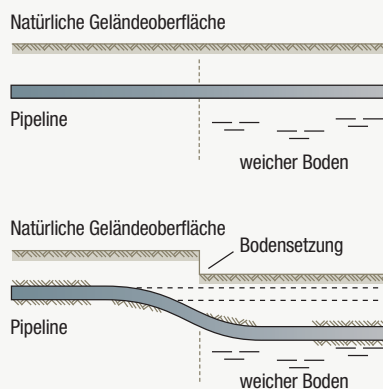 Natürliche Geländeoberfläche
Pipeline
weicher Boden
Natürliche Geländeoberfläche
Bodensetzung
Pipeline
weicher Boden